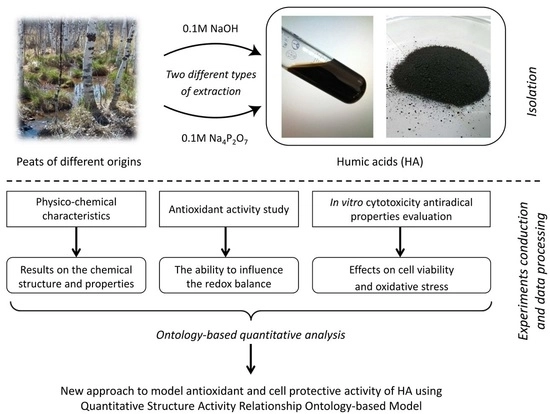 0.1M NaOH
Two different types
of extraction
0.1M Na₄P₂O₇
Peats of different origins
Humic acids (HA)
Isolation
Physico-chemical
characteristics
Antioxidant activity study
In vitro cytotoxicity antiradical
properties evaluation
Results on the chemical
structure and properties
The ability to influence
the redox balance
Effects on cell viability
and oxidative stress
Experiments conduction
and data processing
Ontology-based quantitative analysis
New approach to model antioxidant and cell protective activity of HA using
Quantitative Structure Activity Relationship Ontology-based Model